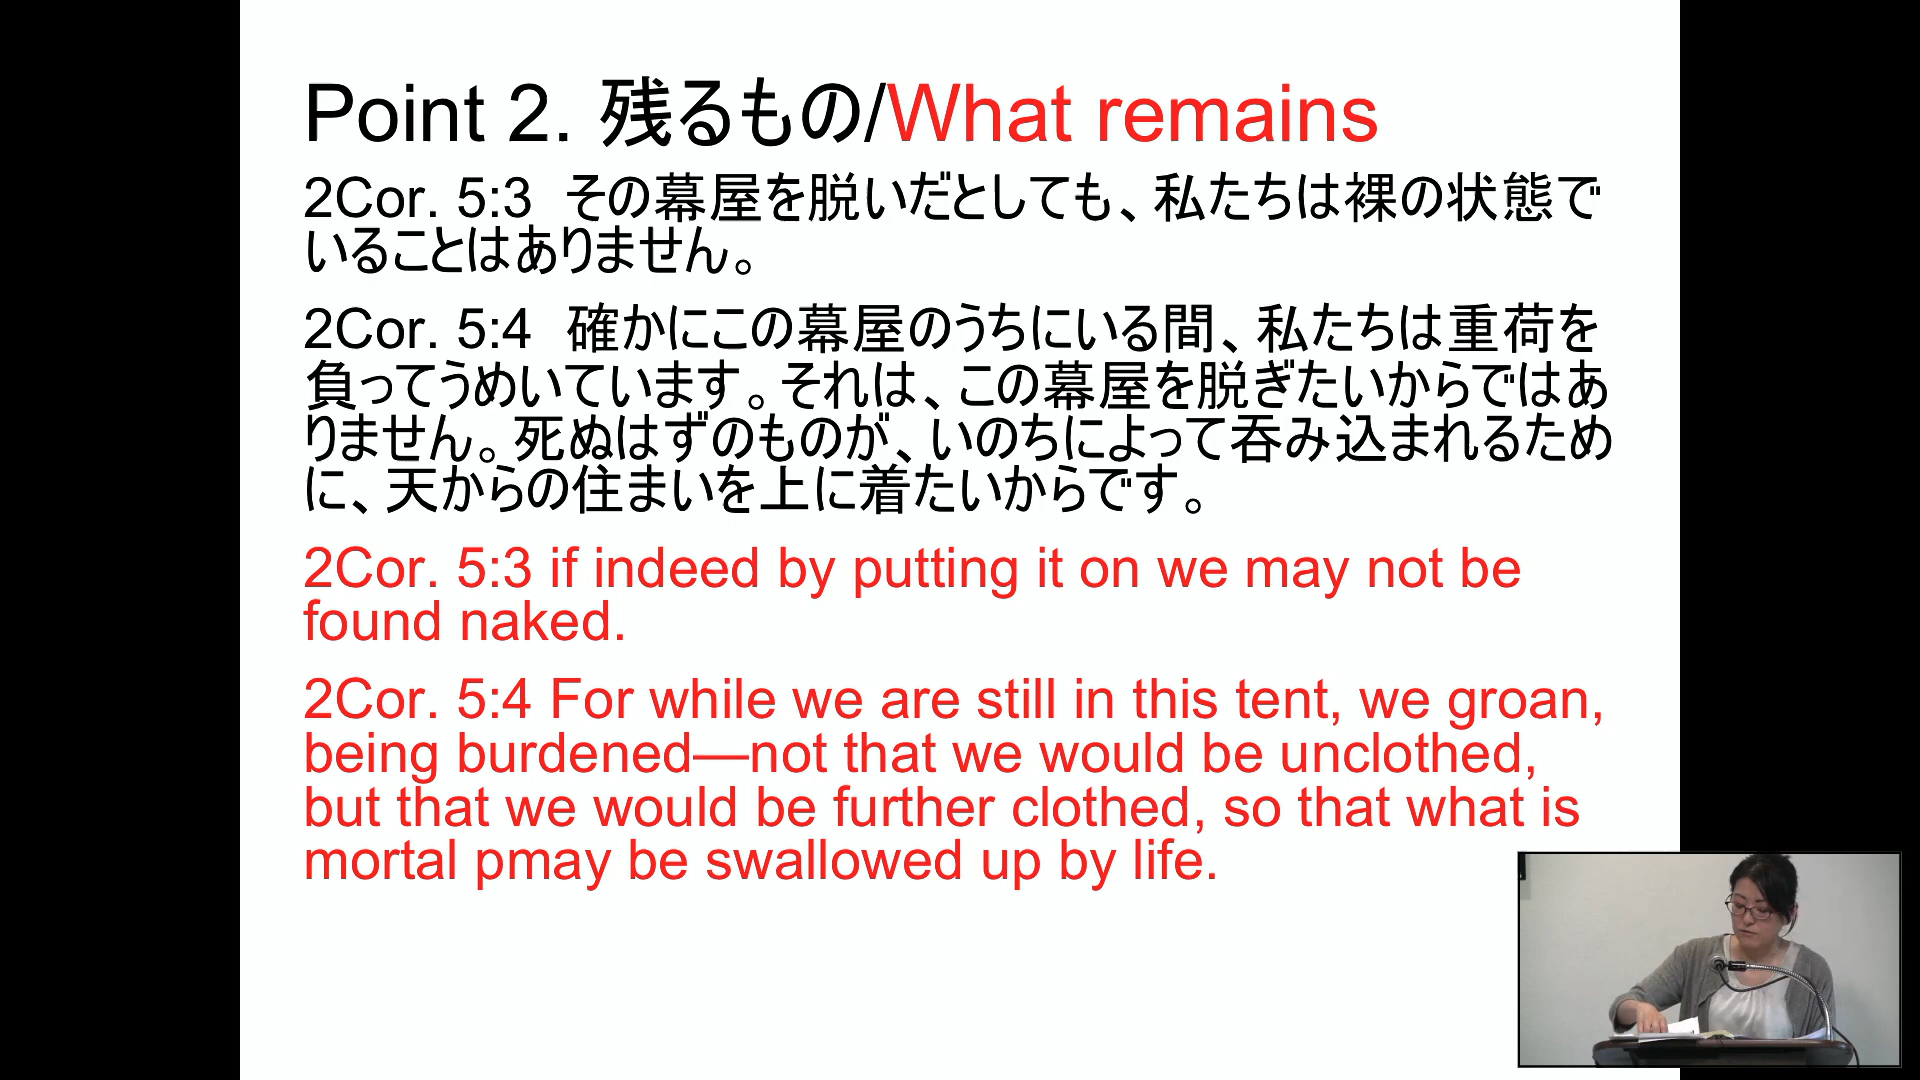 Point 2. 残るもの/What remains
2Cor. 5:3 その幕屋を脱いだとしても、私たちは裸の状態で
いることはありません。
2Cor. 5:4 確かにこの幕屋のうちにいる間、私たちは重荷を
負ってうめいています。それは、この幕屋を脱ぎたいからではあ
りません。死ぬはずのものが、いのちによって呑み込まれるため
に、天からの住まいを上に着たいからです。
2Cor. 5:3 if indeed by putting it on we may not be
found naked.
2Cor. 5:4 For while we are still in this tent, we groan,
being burdened—not that we would be unclothed,
but that we would be further clothed, so that what is
mortal pmay be swallowed up by life.